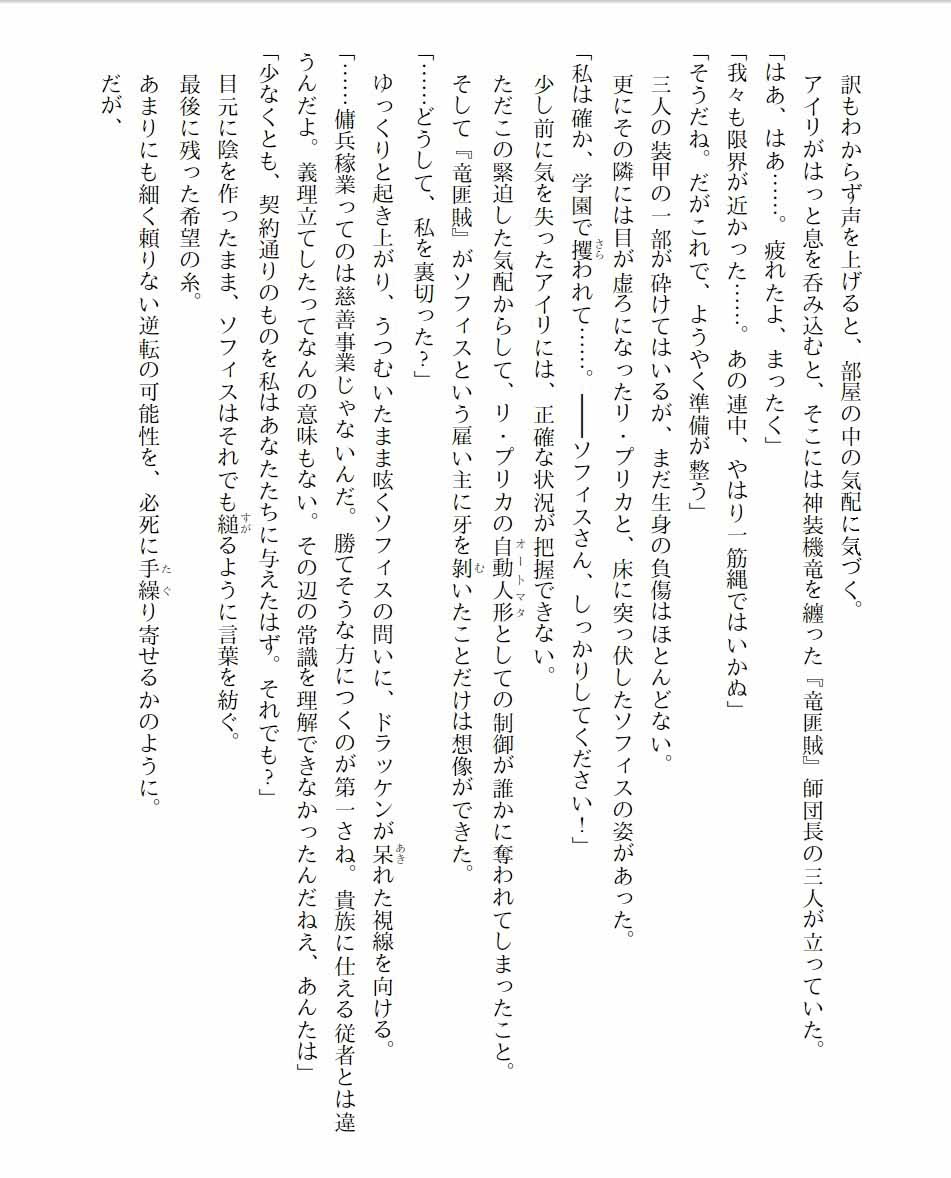 訳もわからず声を上げると、部屋の中の気配に気づく。
アイリがはっと息を呑み込むと、そこには神装機竜を纏った『竜匪賊』師団長の三人が立っていた。
「はあ、はあ……。疲れたよ、まったく」
「我々も限界が近かった……。あの連中、やはり一筋縄ではいかぬ」
「そうだね。だがこれで、ようやく準備が整う」
三人の装甲の一部が砕けてはいるが、まだ生身の負傷はほとんどない。
更にその隣には目が虚ろになったリ・プリカと、床に突っ伏したソフィスの姿があった。
「私は確か、学園で攫われて……。――ソフィスさん、しっかりしてください！」
少し前に気を失ったアイリには、正確な状況が把握できない。
ただこの緊迫した気配からして、リ・プリカの自動人形としての制御が誰かに奪われてしまったこと。
そして『竜匪賊』がソフィスという雇い主に牙を剝いたことだけは想像ができた。
「……どうして、私を裏切った？」
ゆっくりと起き上がり、うつむいたまま呟くソフィスの問いに、ドラッケンが呆れた視線を向ける。
「……傭兵稼業ってのは慈善事業じゃないんだ。勝てそうな方につくのが第一さね。貴族に仕える従者とは違
うんだよ。義理立てしたってなんの意味もない。その辺の常識を理解できなかったんだねえ、あんたは」
「少なくとも、契約通りのものを私はあなたたちに与えたはず。それでも？」
目元に陰を作ったまま、ソフィスはそれでも縋るように言葉を紡ぐ。
最後に残った希望の糸。
あまりにも細く頼りない逆転の可能性を、必死に手繰り寄せるかのように。
だが、
さら
オートマタ
む
あき
すが
たぐ